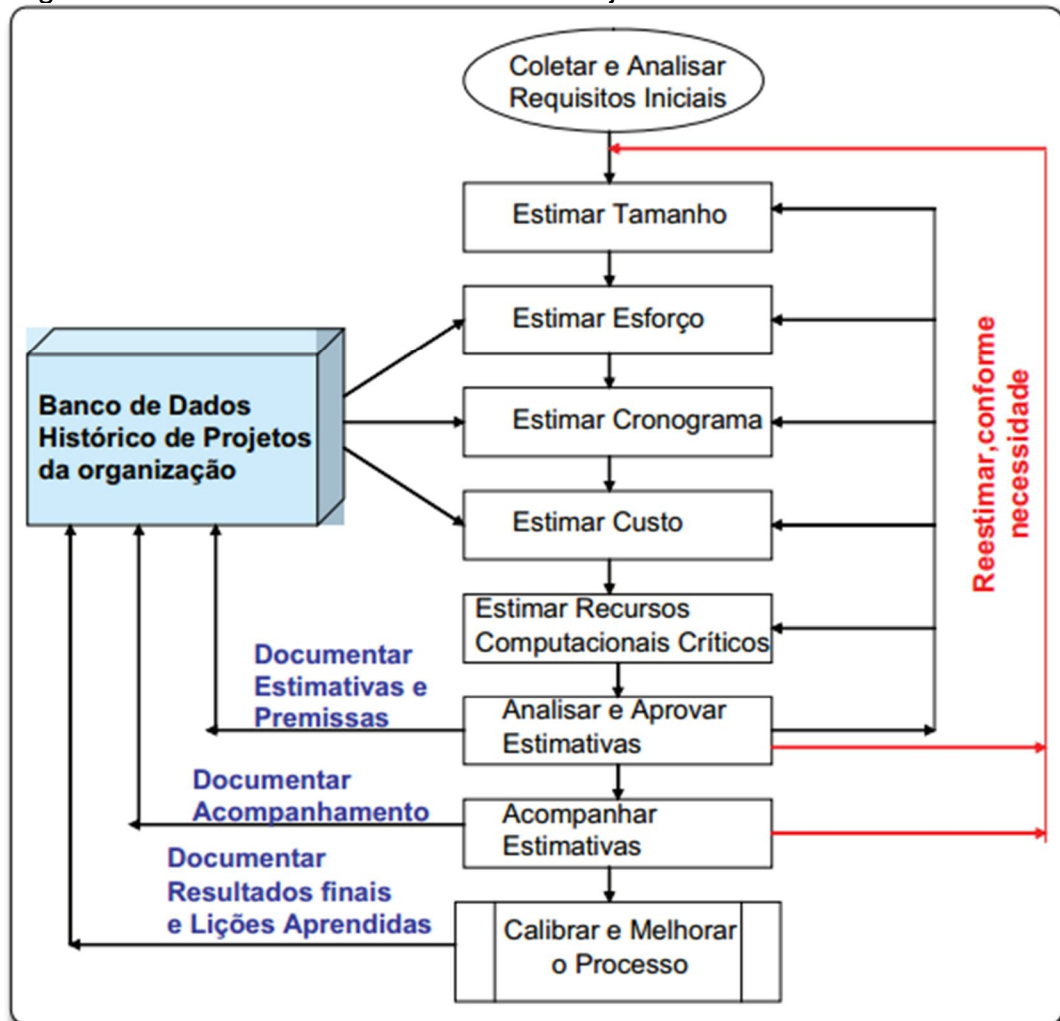 Coletar e Analisar
Requisitos Iniciais
Estimar Tamanho
Estimar Esforço
Banco de Dados
Histórico de Projetos
da organização
Estimar Cronograma
Estimar Custo
Reestimar,conforme
necessidade
Estimar Recursos
Computacionais Críticos
Documentar
Estimativas e
Premissas
Analisar e Aprovar
Estimativas
Documentar
Acompanhamento
Acompanhar
Estimativas
Documentar
Resultados finais
e Lições Aprendidas
Calibrar e Melhorar
o Processo